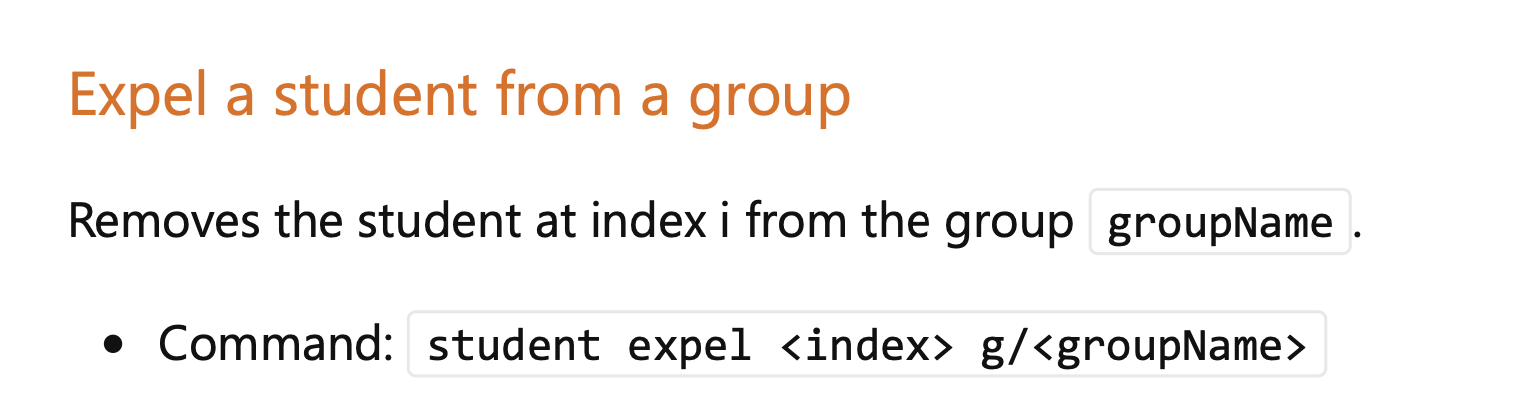 Expel a student from a group
Removes the student at index i from the group groupName.
• Command: student expel <index> g/<groupName>